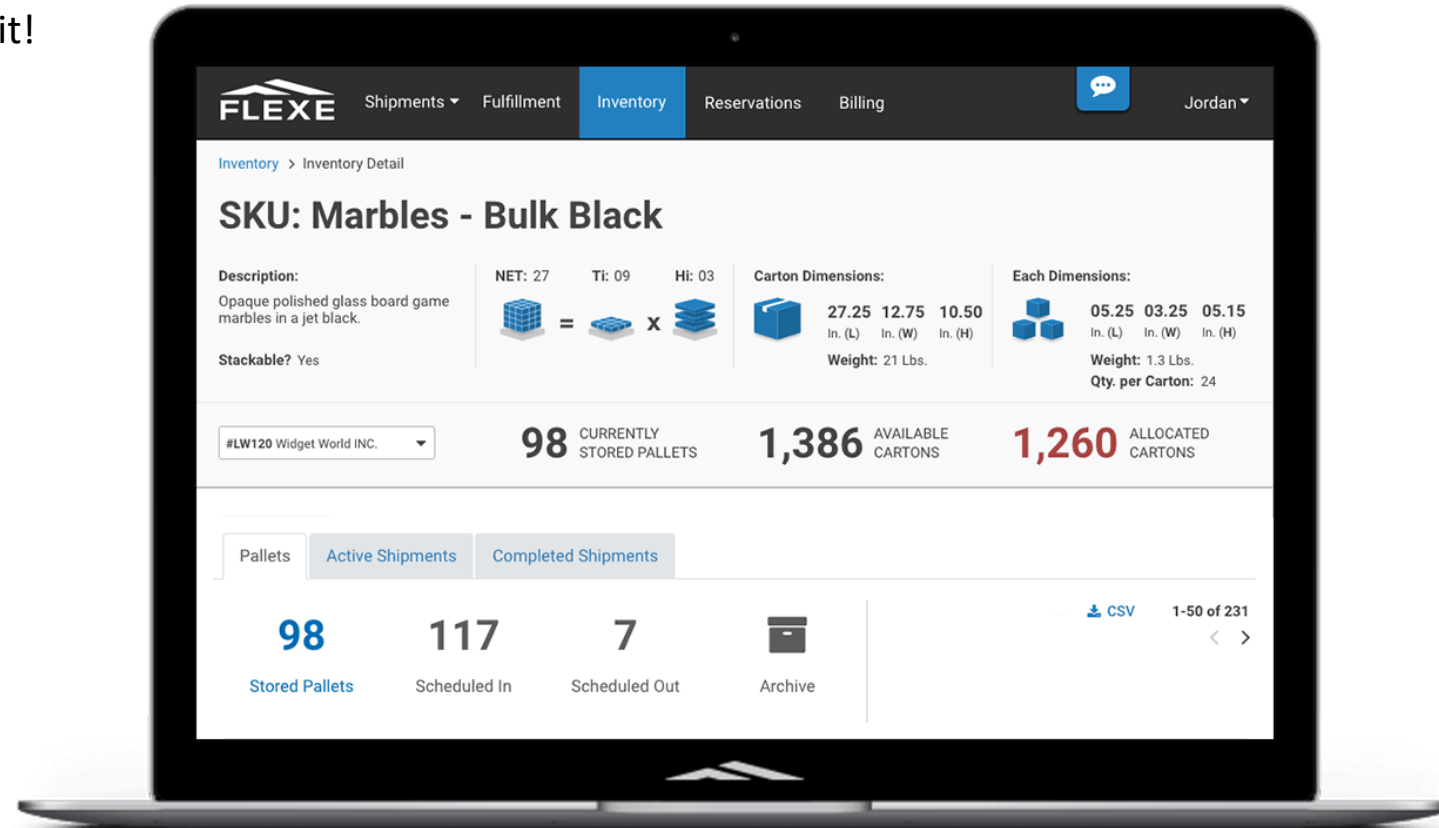 it!
FLEXE Shipments Fulfillment Inventory Reservations Billing Jordan
Inventory > Inventory Detail
SKU: Marbles - Bulk Black
Description:
Opaque polished glass board game
marbles in a jet black.
Stackable? Yes
NET: 27 Ti: 09 Hi: 03
= x
Carton Dimensions:
27.25 12.75 10.50
In. (L) In. (W) In. (H)
Weight: 21 Lbs.
Each Dimensions:
05.25 03.25 05.15
In. (L) In. (W) In. (H)
Weight: 1.3 Lbs.
Qty. per Carton: 24
#LW120 Widget World INC.
98 CURRENTLY
STORED PALLETS
1,386 AVAILABLE
CARTONS
1,260 ALLOCATED
CARTONS
Pallets Active Shipments Completed Shipments
98 117 7
Stored Pallets Scheduled In Scheduled Out Archive
CSV 1-50 of 231
< >